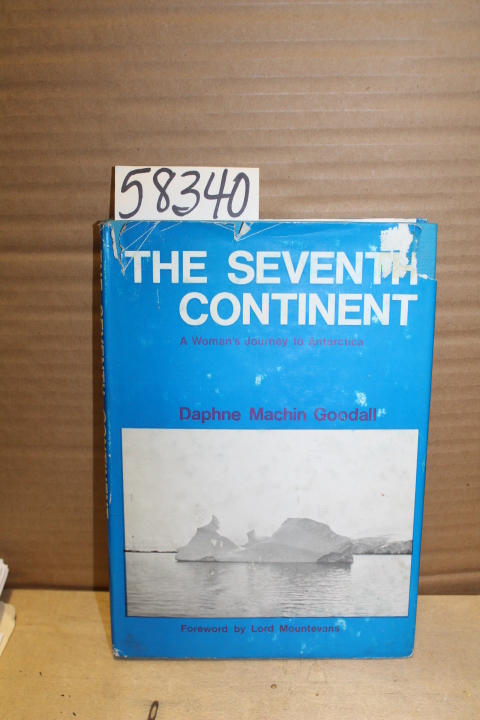 58340
THE SEVENTH
CONTINENT
A Woman's Journey to Antarctica
Daphne Machin Goodall
Foreword by Lord Mountevans